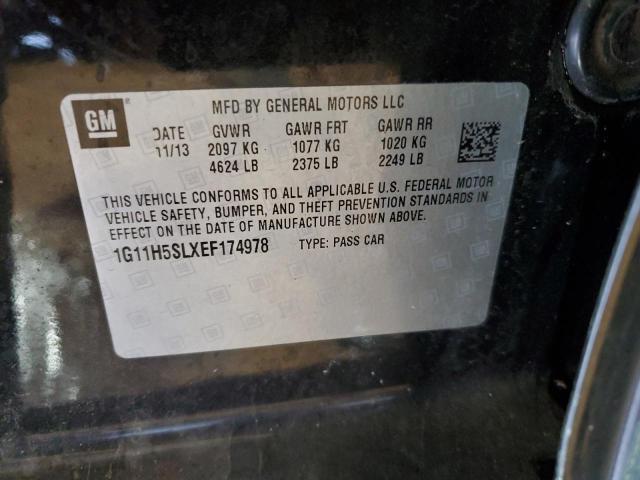 GM
MFD BY GENERAL MOTORS LLC
DATE GVWR GAWR FRT GAWR RR
11/13 2097 KG 1077 KG 1020 KG
4624 LB 2375 LB 2249 LB
THIS VEHICLE CONFORMS TO ALL APPLICABLE U.S. FEDERAL MOTOR
VEHICLE SAFETY, BUMPER, AND THEFT PREVENTION STANDARDS IN
EFFECT ON THE DATE OF MANUFACTURE SHOWN ABOVE.
1G11H5SLXEF174978 TYPE: PASS CAR